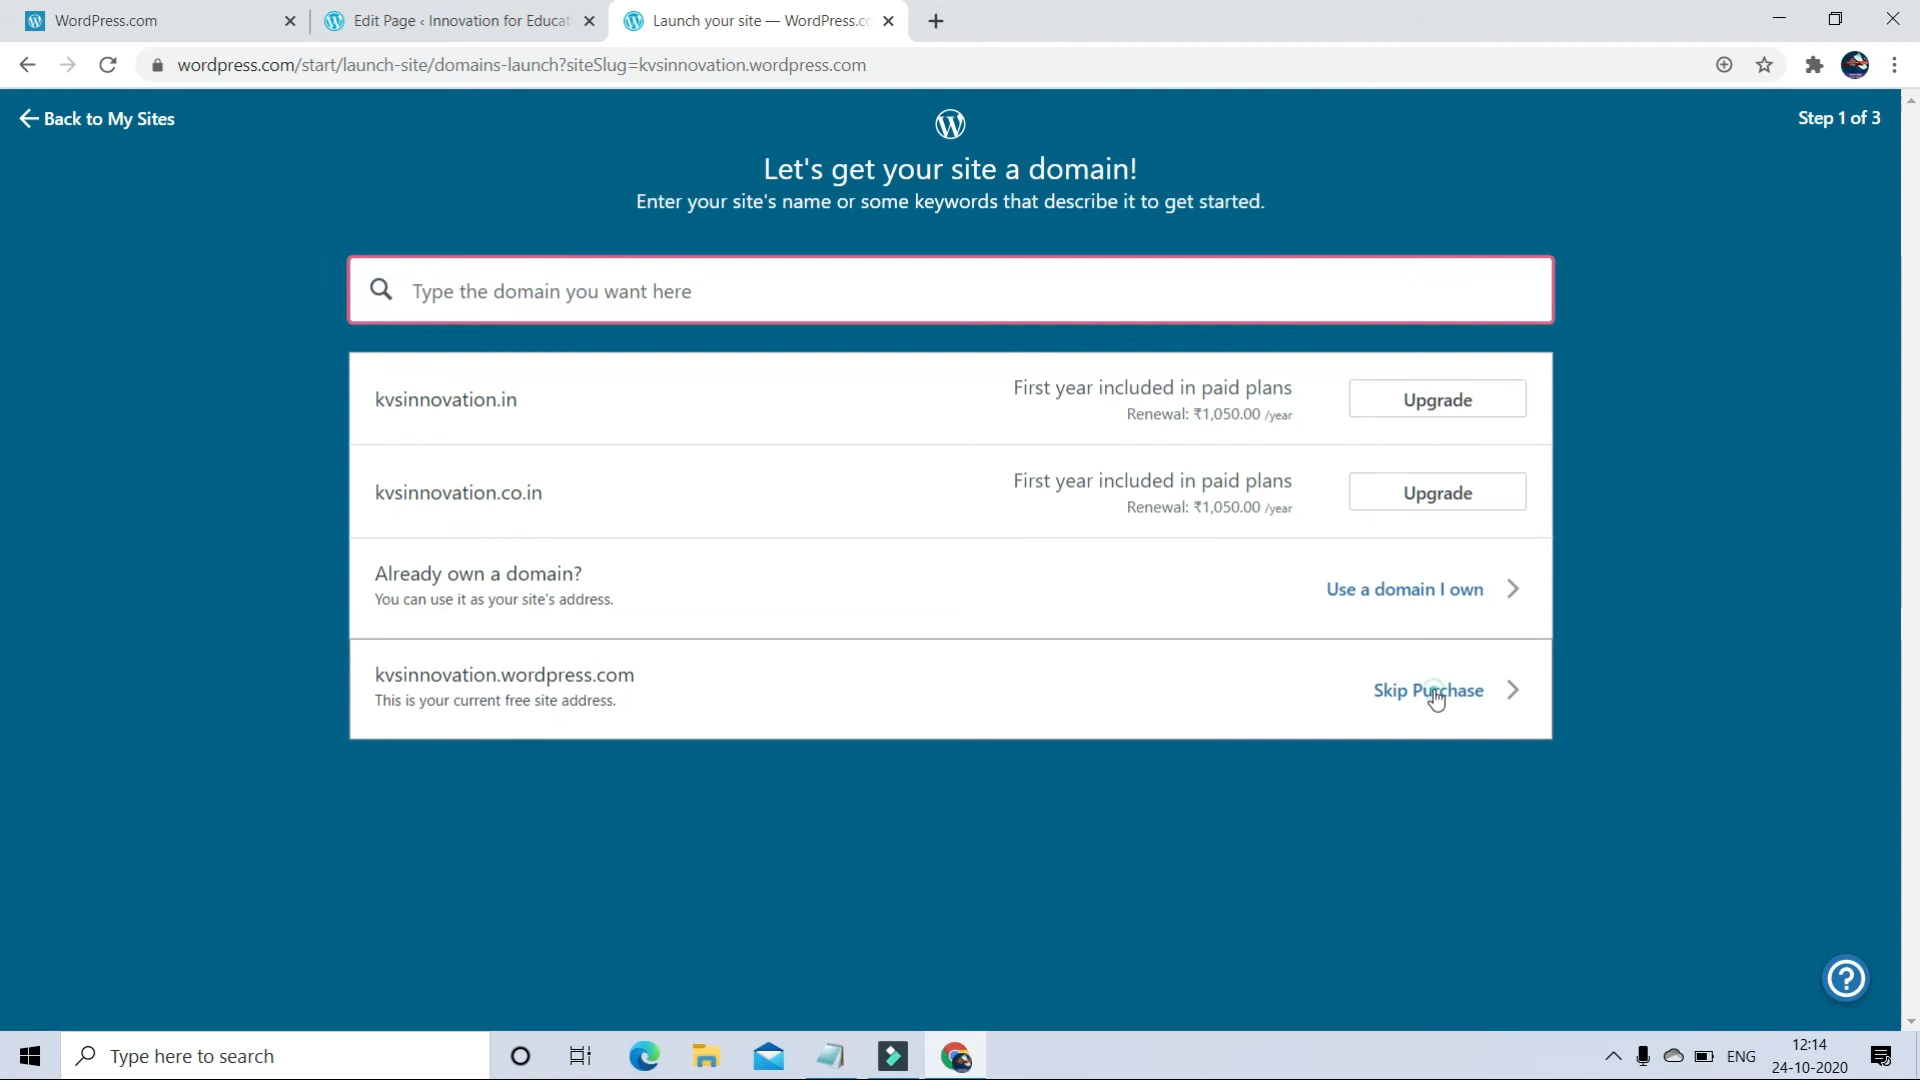 WordPress.com
Edit Page ‹ Innovation for Educat
Launch your site — WordPress.co
wordpress.com/start/launch-site/domains-launch?siteSlug=kvsinnovation.wordpress.com
Back to My Sites
Step 1 of 3
Let's get your site a domain!
Enter your site's name or some keywords that describe it to get started.
Type the domain you want here
kvsinnovation.in
First year included in paid plans
Renewal: ₹1,050.00 /year
Upgrade
kvsinnovation.co.in
First year included in paid plans
Renewal: ₹1,050.00 /year
Upgrade
Already own a domain?
You can use it as your site's address.
Use a domain I own
kvsinnovation.wordpress.com
This is your current free site address.
Skip Purchase
Type here to search
ENG
12:14
24-10-2020